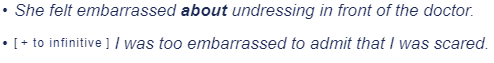 • She felt embarrassed about undressing in front of the doctor.
• [ + to infinitive ] I was too embarrassed to admit that I was scared.